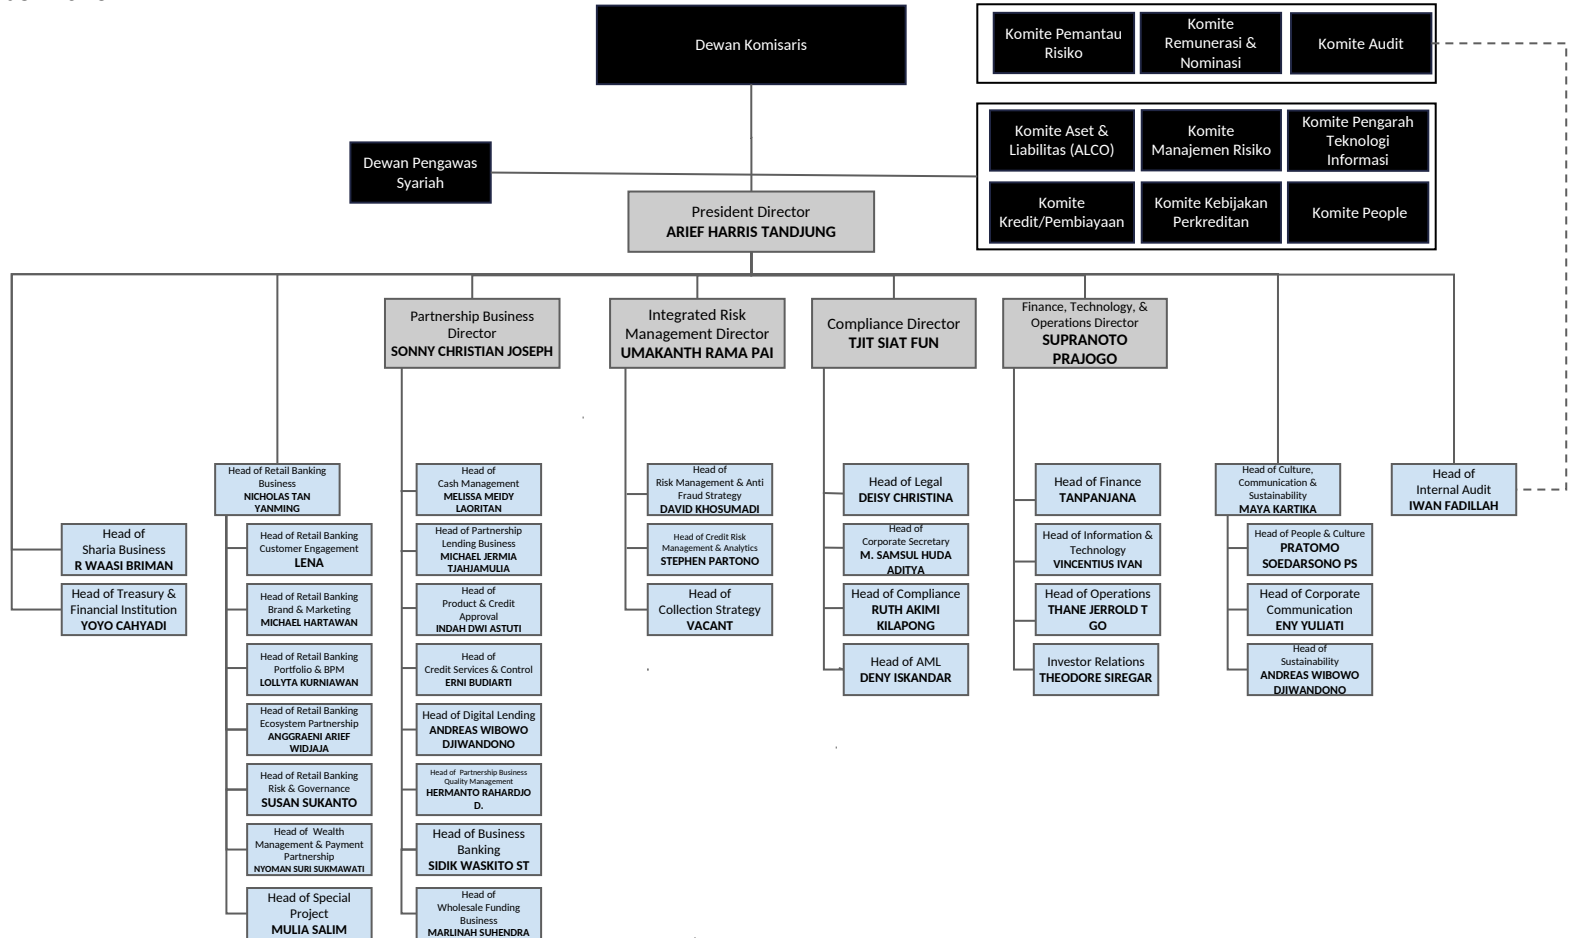 Dewan Komisaris
Komite Pemantau
Risiko
Komite
Remunerasi &
Nominasi
Komite Audit
Komite Aset &
Liabilitas (ALCO)
Komite
Manajemen Risiko
Komite Pengarah
Teknologi
Informasi
Dewan Pengawas
Syariah
Komite
Kredit/Pembiayaan
Komite Kebijakan
Perkreditan
Komite People
President Director
ARIEF HARRIS TANDJUNG
Partnership Business
Director
SONNY CHRISTIAN JOSEPH
Integrated Risk
Management Director
UMAKANTH RAMA PAI
Compliance Director
TJIT SIAT FUN
Finance, Technology, &
Operations Director
SUPRANOTO
PRAJOGO
Head of
Sharia Business
R WAASI BRIMAN
Head of Treasury &
Financial Institution
YOYO CAHYADI
Head of Retail Banking
Business
NICHOLAS TAN
YANMING
Head of Retail Banking
Customer Engagement
LENA
Head of Retail Banking
Brand & Marketing
MICHAEL HARTAWAN
Head of Retail Banking
Portfolio & BPM
LOLLYTA KURNIAWAN
Head of Retail Banking
Ecosystem Partnership
ANGGRAENI ARIEF
WIDJAJA
Head of Retail Banking
Risk & Governance
SUSAN SUKANTO
Head of Wealth
Management & Payment
Partnership
NYOMAN SURI SUKMAWATI
Head of Special
Project
MULIA SALIM
Head of
Cash Management
MELISSA MEIDY
LAORITAN
Head of Partnership
Lending Business
MICHAEL JERMIA
TJAHJAMULIA
Head of
Product & Credit
Approval
INDAH DWI ASTUTI
Head of
Credit Services & Control
ERNI BUDIARTI
Head of Digital Lending
ANDREAS WIBOWO
DJIWANDONO
Head of Partnership Business
Quality Management
HERMANTO RAHARDJO
D.
Head of Business
Banking
SIDIK WASKITO ST
Head of
Wholesale Funding
Business
MARLINAH SUHENDRA
Head of
Risk Management & Anti
Fraud Strategy
DAVID KHOSUMADI
Head of Credit Risk
Management & Analytics
STEPHEN PARTONO
Head of
Collection Strategy
VACANT
Head of Legal
DEISY CHRISTINA
Head of
Corporate Secretary
M. SAMSUL HUDA
ADITYA
Head of Compliance
RUTH AKIMI
KILAPONG
Head of AML
DENY ISKANDAR
Head of Finance
TANPANJANA
Head of Information &
Technology
VINCENTIUS IVAN
Head of Operations
THANE JERROLD T
GO
Investor Relations
THEODORE SIREGAR
Head of Culture,
Communication &
Sustainability
MAYA KARTIKA
Head of People & Culture
PRATOMO
SOEDARSONO PS
Head of Corporate
Communication
ENY YULIATI
Head of
Sustainability
ANDREAS WIBOWO
DJIWANDONO
Head of
Internal Audit
IWAN FADILLAH